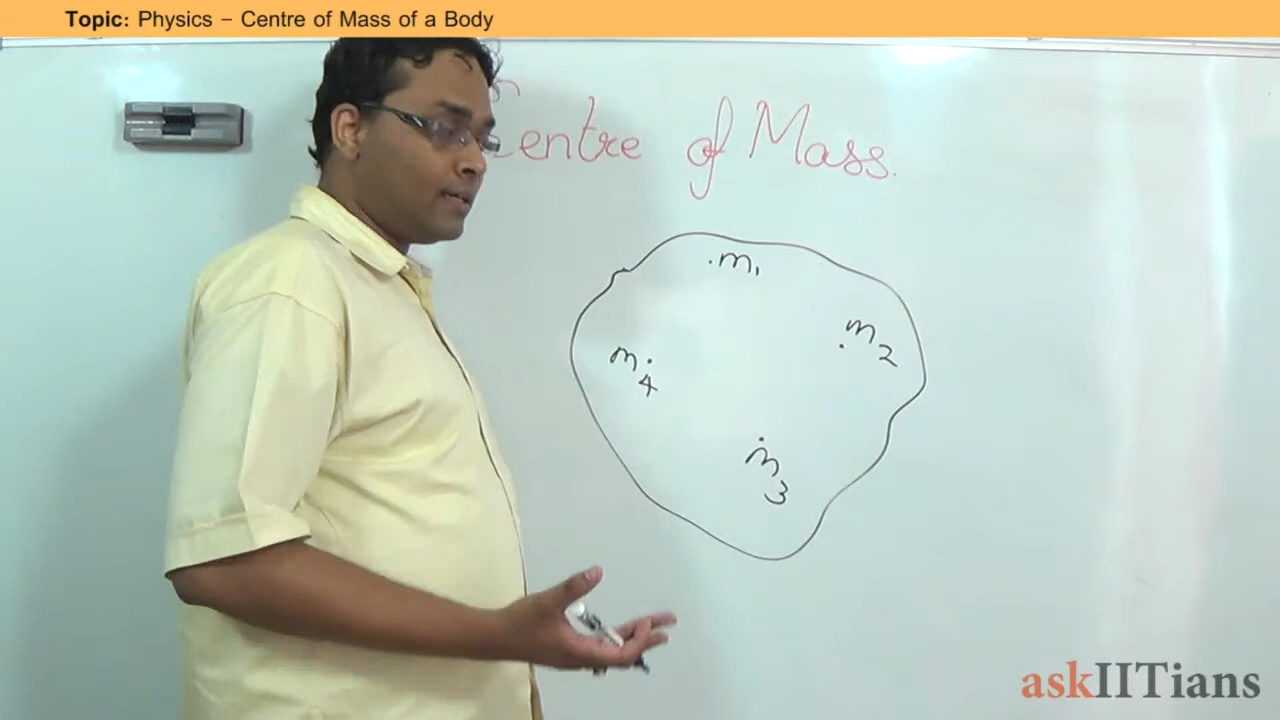 Topic: Physics – Centre of Mass of a Body
Centre of Mass.
m1
m2
m4
m3
askIITians